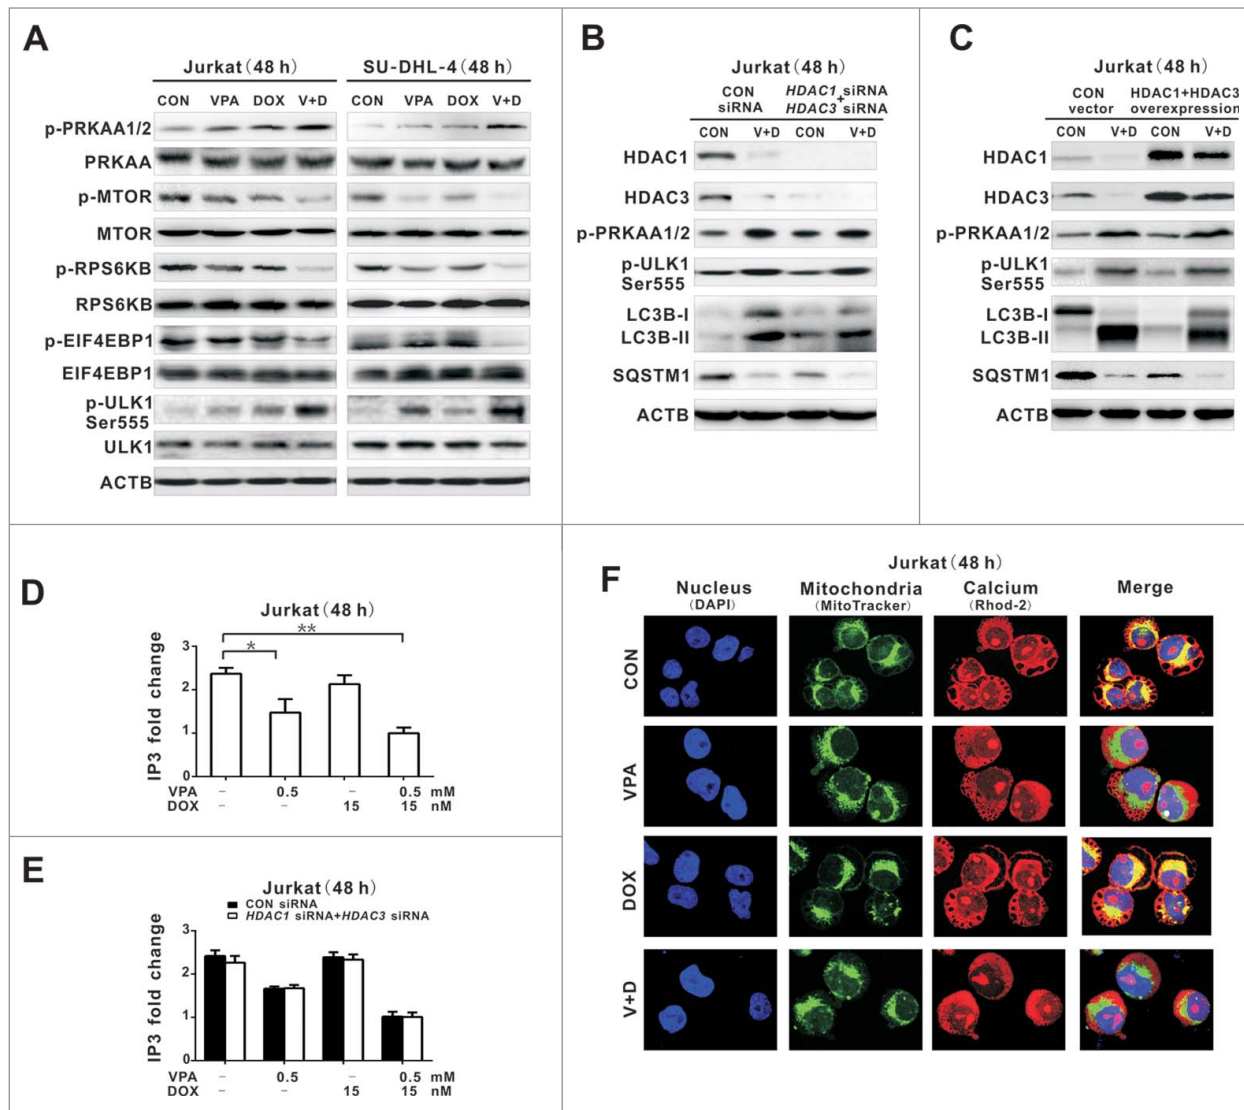 A
Jurkat(48 h)
SU-DHL-4(48 h)
CON VPA DOX V+D
CON VPA DOX V+D
p-PRKAA1/2
PRKAA
p-MTOR
MTOR
p-RPS6KB
RPS6KB
p-EIF4EBP1
EIF4EBP1
p-ULK1
Ser555
ULK1
ACTB
B
Jurkat(48 h)
CON
siRNA
HDAC1 siRNA
+
HDAC3 siRNA
CON V+D CON V+D
HDAC1
HDAC3
p-PRKAA1/2
p-ULK1
Ser555
LC3B-I
LC3B-II
SQSTM1
ACTB
C
Jurkat(48 h)
CON
vector
HDAC1+HDAC3
overexpression
CON V+D CON V+D
HDAC1
HDAC3
p-PRKAA1/2
p-ULK1
Ser555
LC3B-I
LC3B-II
SQSTM1
ACTB
D
Jurkat(48 h)
**
*
IP3 fold change
3
2
1
0
VPA – 0.5 – 0.5 mM
DOX – – 15 15 nM
E
Jurkat(48 h)
CON siRNA
HDAC1 siRNA+HDAC3 siRNA
IP3 fold change
3
2
1
0
VPA – 0.5 – 0.5 mM
DOX – – 15 15 nM
F
Jurkat(48 h)
Nucleus Mitochondria Calcium Merge
(DAPI) (MitoTracker) (Rhod-2)
CON
VPA
DOX
V+D